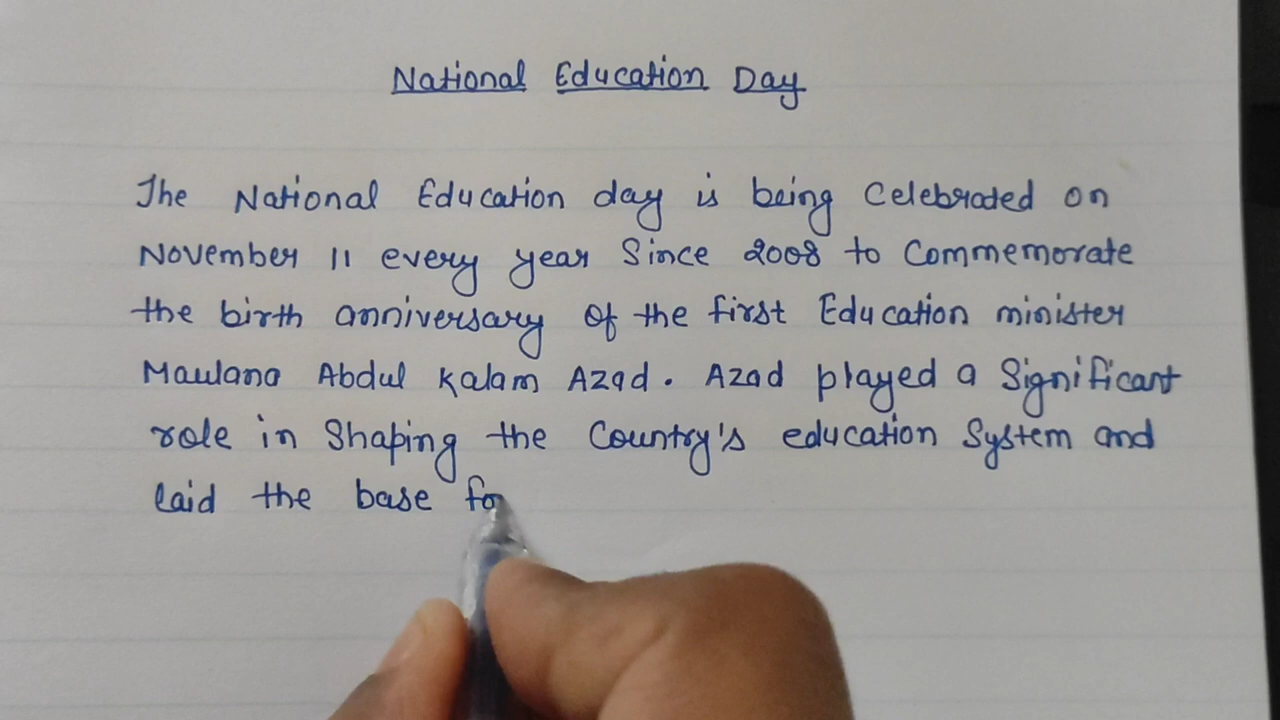 National Education Day
The National Education day is being Celebrated on
November 11 every year Since 2008 to Commemorate
the birth anniversary of the first Education minister
Maulana Abdul Kalam Azad. Azad played a Significant
role in Shaping the Country's education System and
laid the base fo